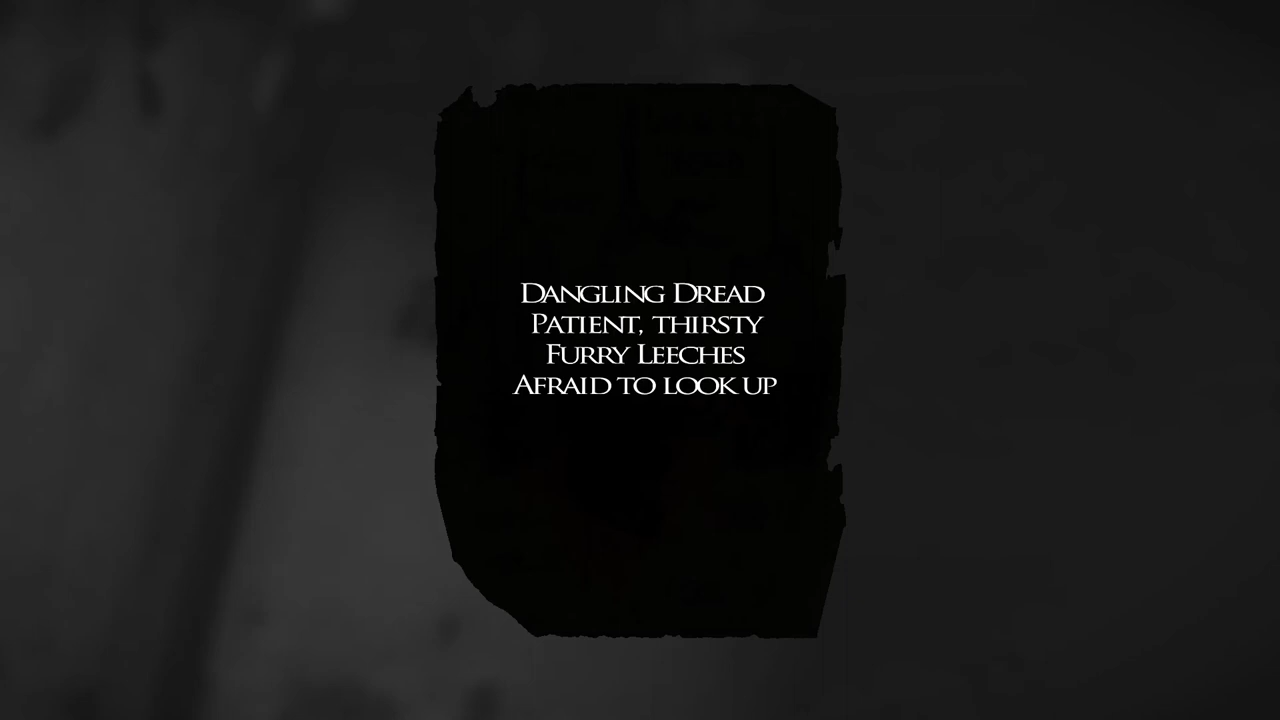 Dangling Dread
Patient, thirsty
Furry Leeches
Afraid to look up